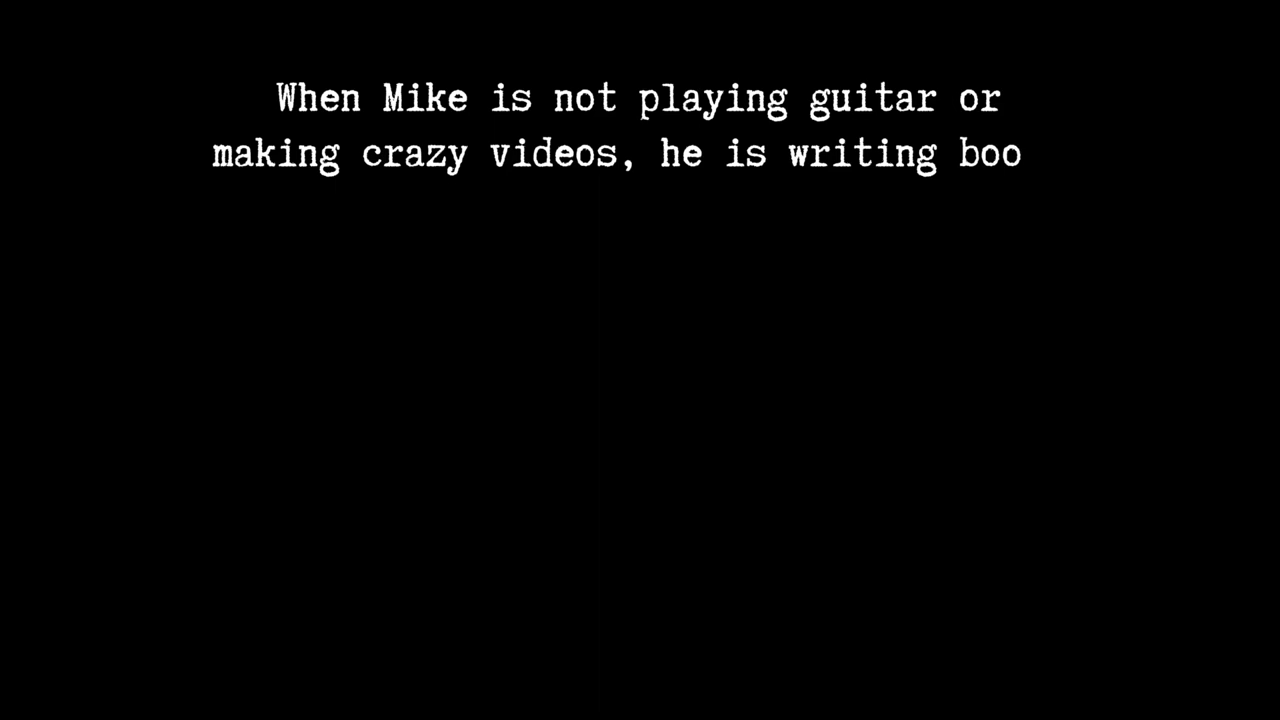 When Mike is not playing guitar or
making crazy videos, he is writing boo